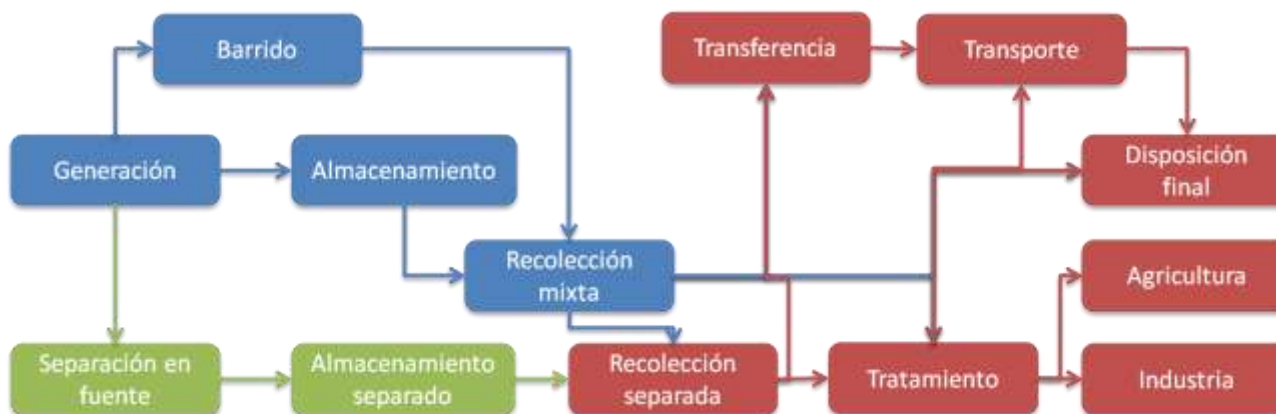 Barrido
Transferencia
Transporte
Generación
Almacenamiento
Disposición
final
Recolección
mixta
Agricultura
Separación en
fuente
Almacenamiento
separado
Recolección
separada
Tratamiento
Industria